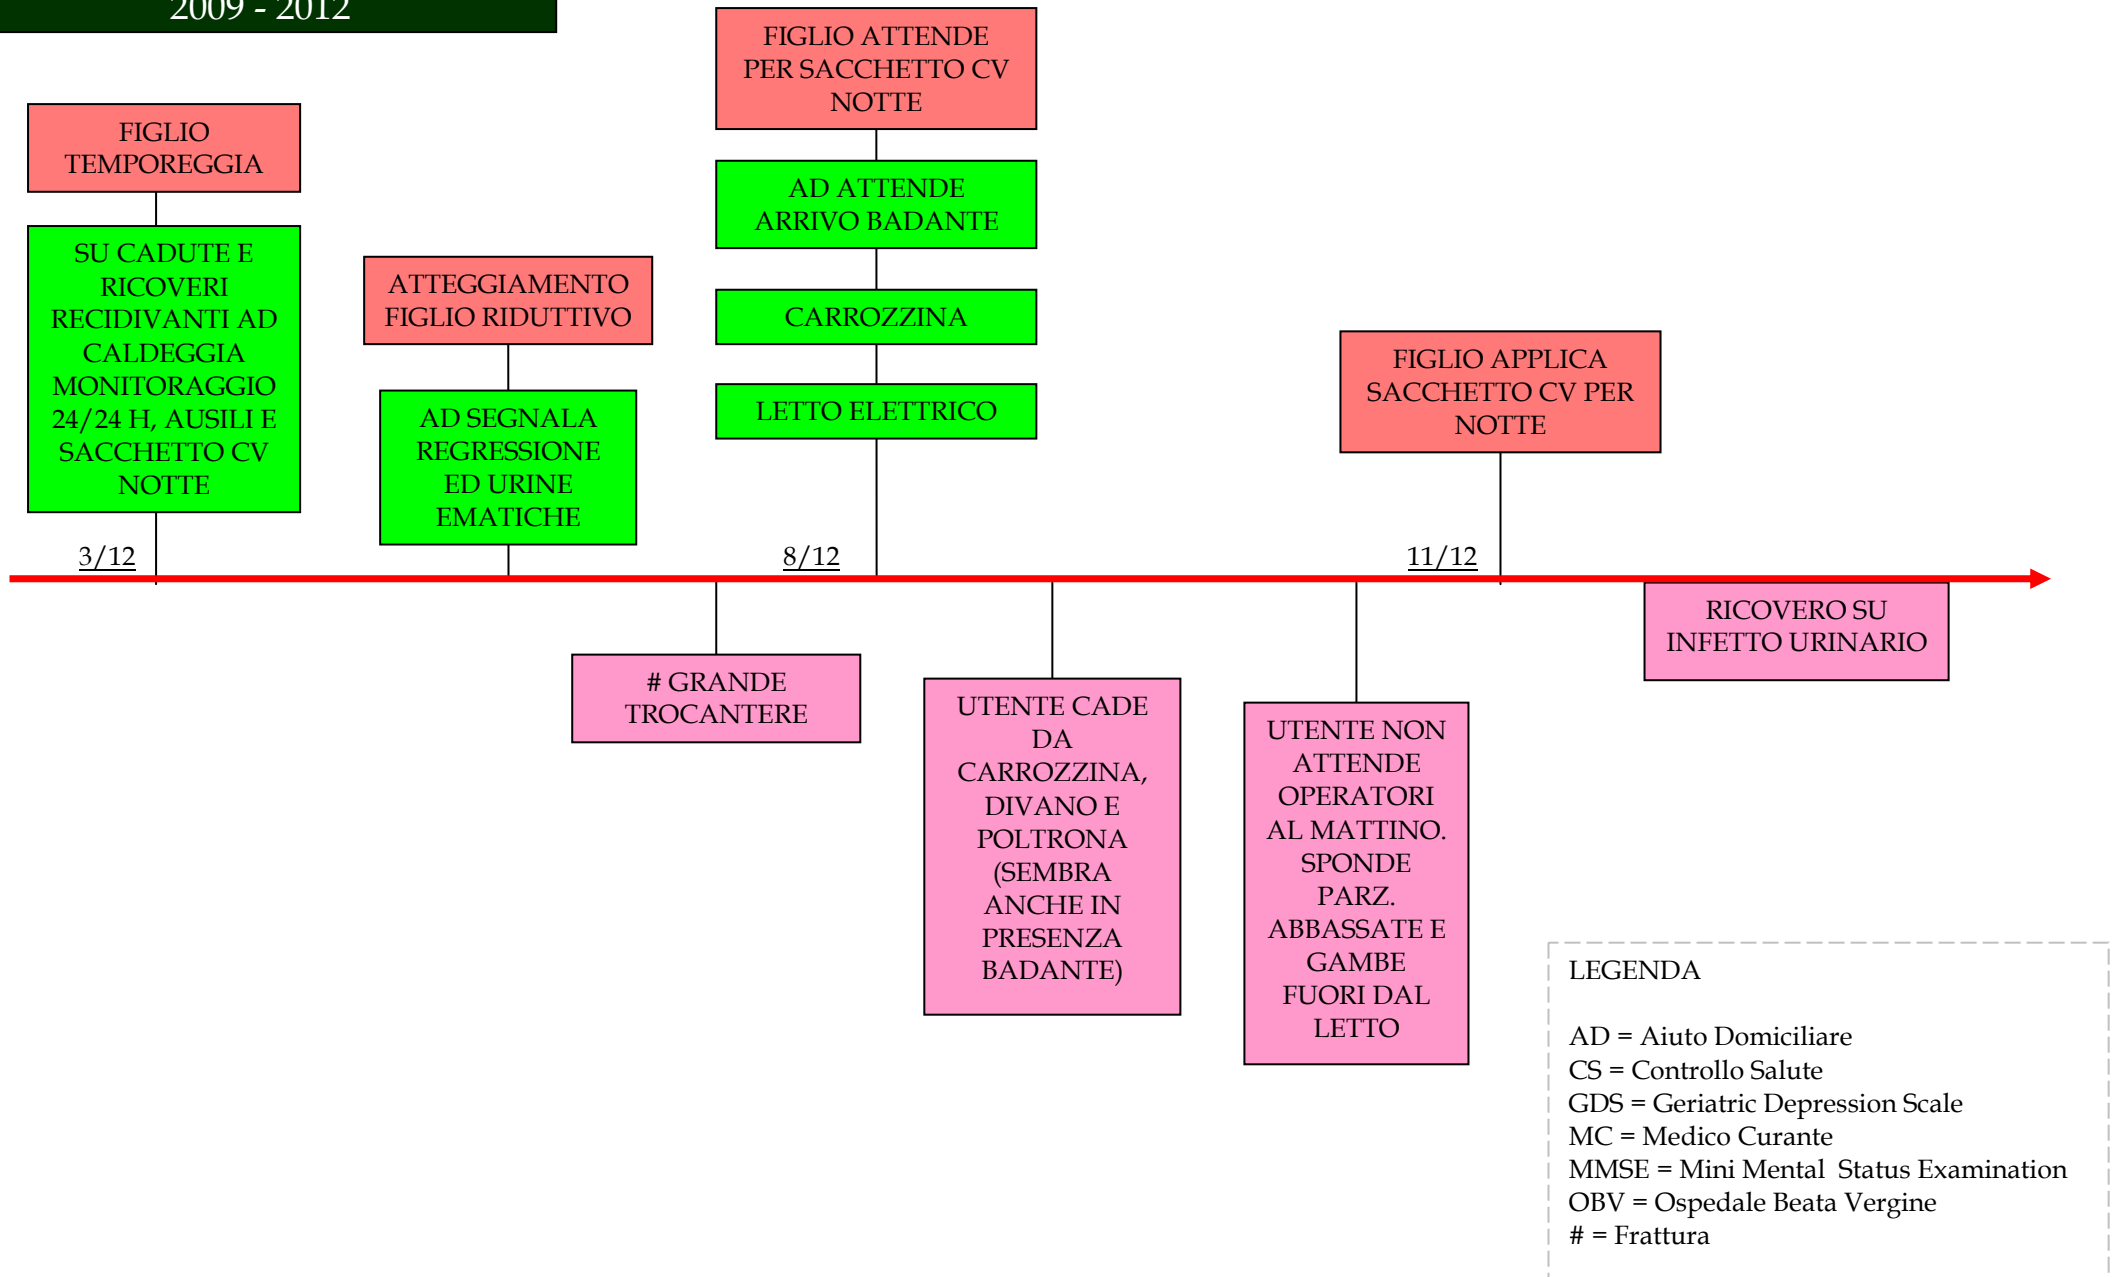 2009 - 2012
FIGLIO
TEMPOREGGIA
SU CADUTE E
RICOVERI
RECIDIVANTI AD
CALDEGGIA
MONITORAGGIO
24/24 H, AUSILI E
SACCHETTO CV
NOTTE
3/12
ATTEGGIAMENTO
FIGLIO RIDUTTIVO
AD SEGNALA
REGRESSIONE
ED URINE
EMATICHE
# GRANDE
TROCANTERE
FIGLIO ATTENDE
PER SACCHETTO CV
NOTTE
AD ATTENDE
ARRIVO BADANTE
CARROZZINA
LETTO ELETTRICO
8/12
UTENTE CADE
DA
CARROZZINA,
DIVANO E
POLTRONA
(SEMBRA
ANCHE IN
PRESENZA
BADANTE)
UTENTE NON
ATTENDE
OPERATORI
AL MATTINO.
SPONDE
PARZ.
ABBASSATE E
GAMBE
FUORI DAL
LETTO
FIGLIO APPLICA
SACCHETTO CV PER
NOTTE
11/12
RICOVERO SU
INFETTO URINARIO
LEGENDA
AD = Aiuto Domiciliare
CS = Controllo Salute
GDS = Geriatric Depression Scale
MC = Medico Curante
MMSE = Mini Mental  Status Examination
OBV = Ospedale Beata Vergine
# = Frattura